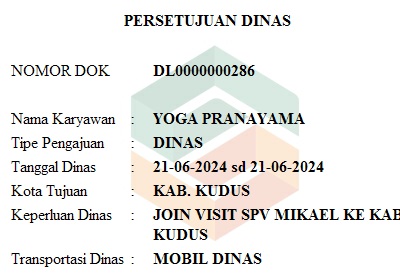 PERSETUJUAN DINAS
NOMOR DOK DL0000000286
Nama Karyawan : YOGA PRANAYAMA
Tipe Pengajuan : DINAS
Tanggal Dinas : 21-06-2024 sd 21-06-2024
Kota Tujuan : KAB. KUDUS
Keperluan Dinas : JOIN VISIT SPV MIKAEL KE KAB
KUDUS
Transportasi Dinas : MOBIL DINAS